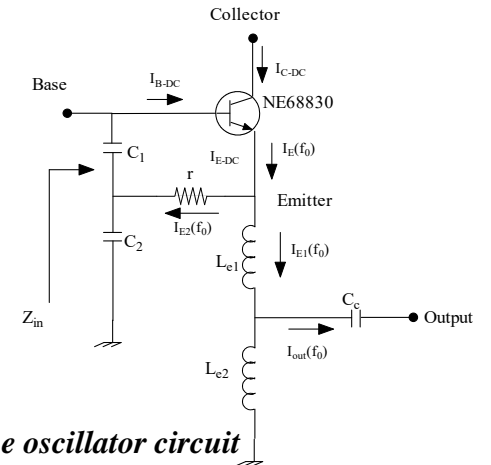 Collector
I_C-DC
I_B-DC
Base
NE68830
C_1
I_E-DC
I_E(f_0)
r
Emitter
I_E2(f_0)
C_2
I_E1(f_0)
L_e1
C_c
Z_in
Output
I_out(f_0)
L_e2
e oscillator circuit